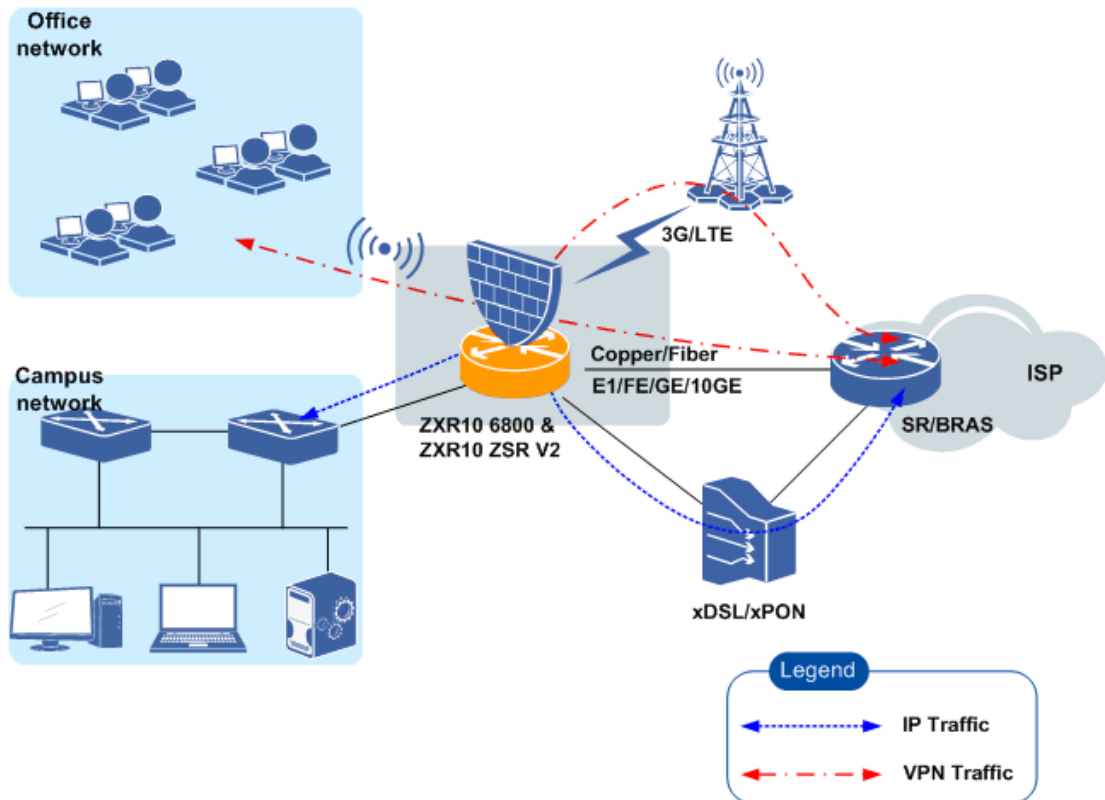 Office
network
3G/LTE
Copper/Fiber
E1/FE/GE/10GE
ISP
SR/BRAS
Campus
network
ZXR10 6800 &
ZXR10 ZSR V2
xDSL/xPON
Legend
IP Traffic
VPN Traffic